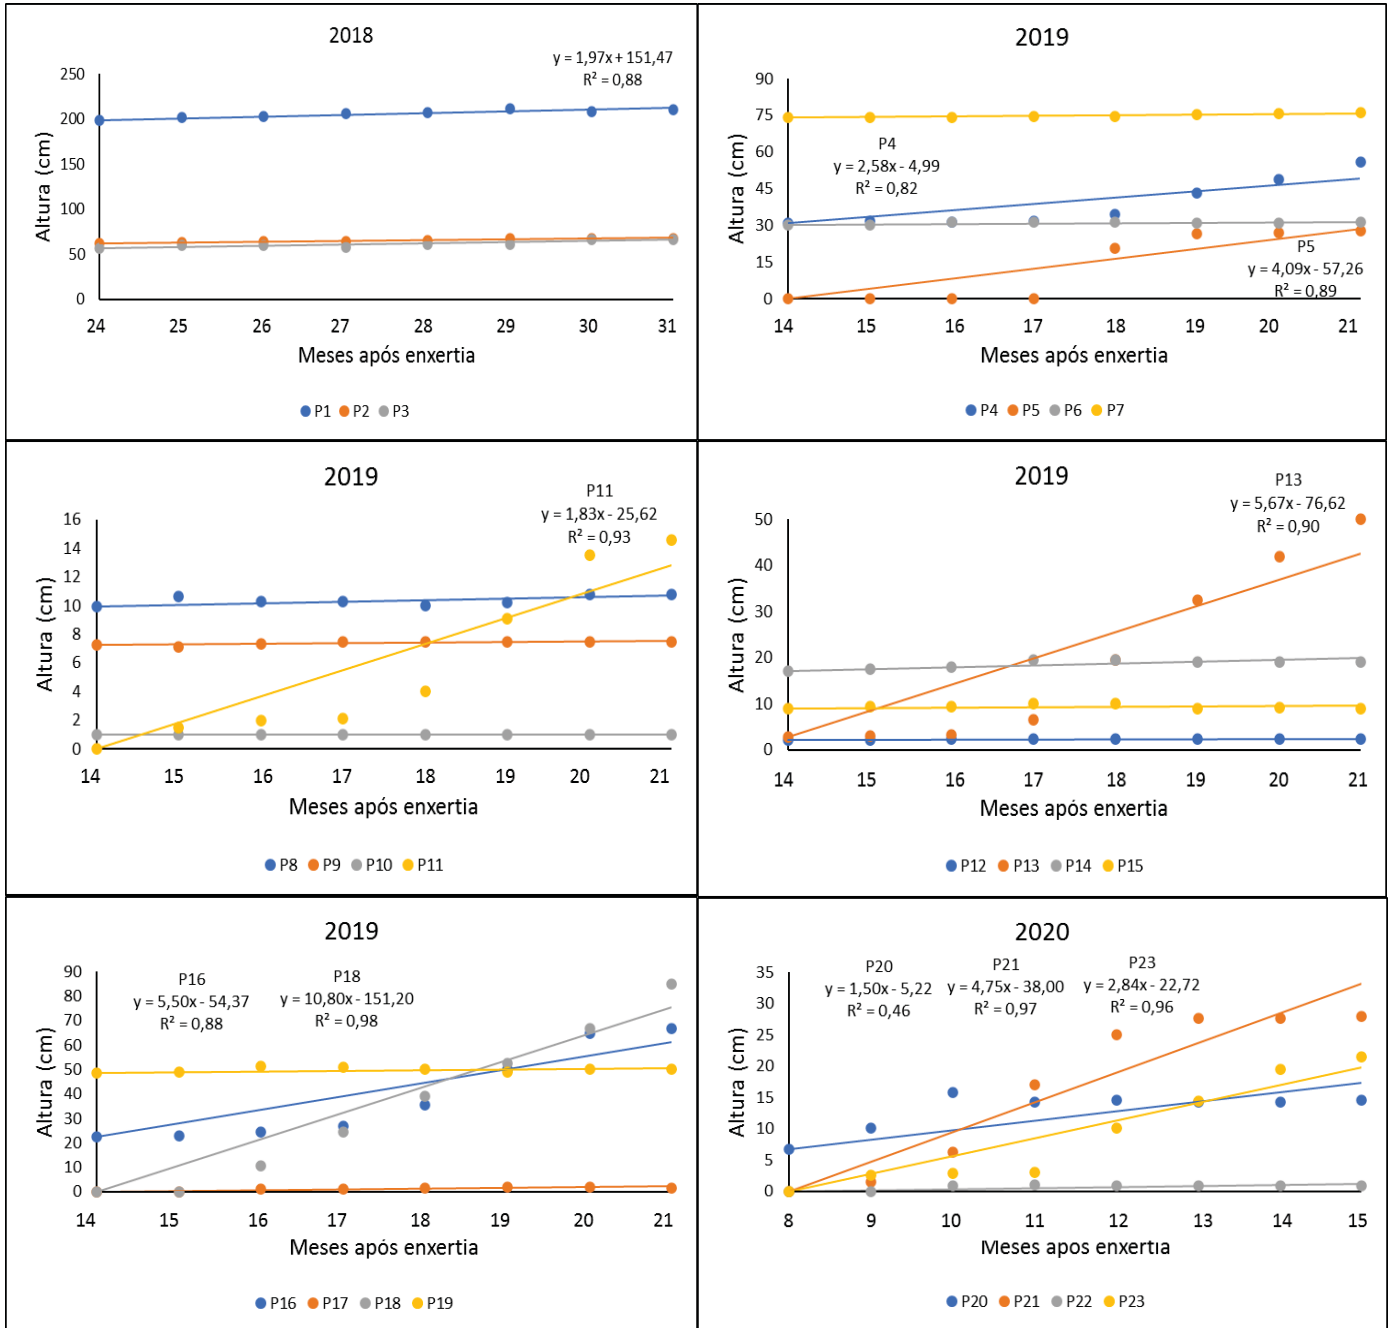 2018
y = 1,97x + 151,47
R² = 0,88
Altura (cm)
250
200
150
100
50
0
24 25 26 27 28 29 30 31
Meses após enxertia
P1 P2 P3
2019
90
75
60
45
30
15
0
Altura (cm)
P4
y = 2,58x - 4,99
R² = 0,82
P5
y = 4,09x - 57,26
R² = 0,89
14 15 16 17 18 19 20 21
Meses após enxertia
P4 P5 P6 P7
2019
P11
y = 1,83x - 25,62
R² = 0,93
Altura (cm)
16
14
12
10
8
6
4
2
0
14 15 16 17 18 19 20 21
Meses após enxertia
P8 P9 P10 P11
2019
P13
y = 5,67x - 76,62
R² = 0,90
Altura (cm)
50
40
30
20
10
0
14 15 16 17 18 19 20 21
Meses após enxertia
P12 P13 P14 P15
2019
P16
y = 5,50x - 54,37
R² = 0,88
P18
y = 10,80x - 151,20
R² = 0,98
Altura (cm)
90
80
70
60
50
40
30
20
10
0
14 15 16 17 18 19 20 21
Meses após enxertia
P16 P17 P18 P19
2020
P20
y = 1,50x - 5,22
R² = 0,46
P21
y = 4,75x - 38,00
R² = 0,97
P23
y = 2,84x - 22,72
R² = 0,96
Altura (cm)
35
30
25
20
15
10
5
0
8 9 10 11 12 13 14 15
Meses após enxertia
P20 P21 P22 P23